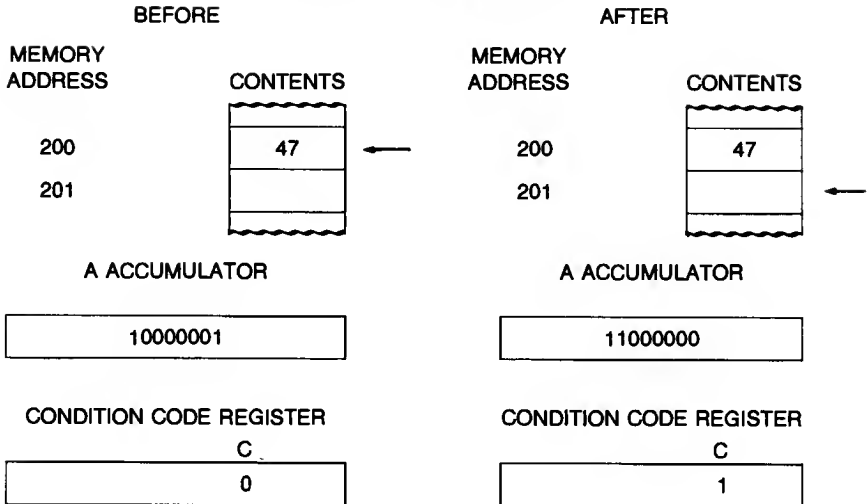 BEFORE
MEMORY
ADDRESS CONTENTS
200 47
201
A ACCUMULATOR
10000001
CONDITION CODE REGISTER
C
0
AFTER
MEMORY
ADDRESS CONTENTS
200 47
201
A ACCUMULATOR
11000000
CONDITION CODE REGISTER
C
1